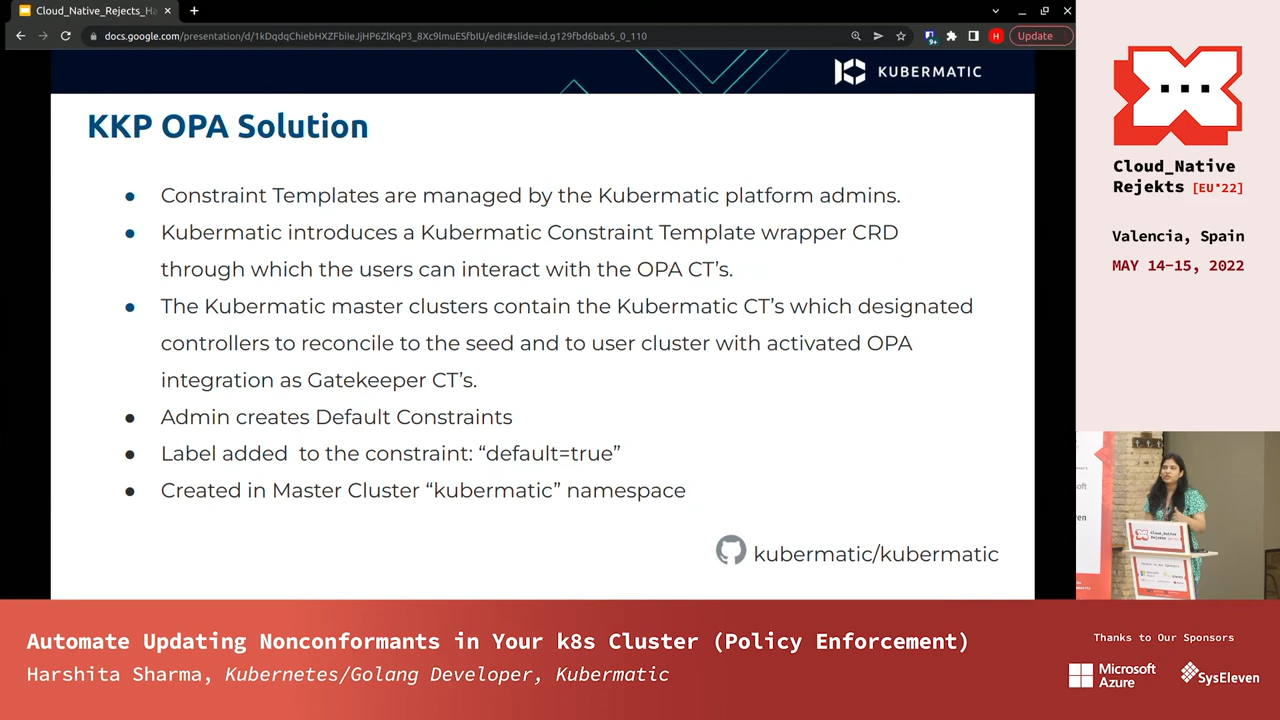 Cloud_Native_Rejects_Ha
docs.google.com/presentation/d/1kDqdqChiebHXZFbiIeJjHP6ZlKqP3_8Xc9lmuESfbIU/edit#slide=id.g129fbd6bab5_0_110
9+
H
Update
KUBERMATIC
KKP OPA Solution
Constraint Templates are managed by the Kubermatic platform admins.
Kubermatic introduces a Kubermatic Constraint Template wrapper CRD
through which the users can interact with the OPA CT’s.
The Kubermatic master clusters contain the Kubermatic CT’s which designated
controllers to reconcile to the seed and to user cluster with activated OPA
integration as Gatekeeper CT’s.
Admin creates Default Constraints
Label added to the constraint: “default=true”
Created in Master Cluster “kubermatic” namespace
kubermatic/kubermatic
Cloud_Native
Rejekts [EU*22]
Valencia, Spain
MAY 14-15, 2022
Cloud_Native
Rejekts
Automate Updating Nonconformants in Your k8s Cluster (Policy Enforcement)
Harshita Sharma, Kubernetes/Golang Developer, Kubermatic
Thanks to Our Sponsors
Microsoft
Azure
SysEleven